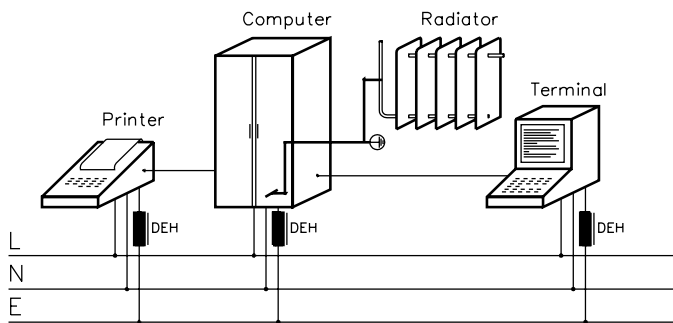 Computer
Radiator
Terminal
Printer
DEH
DEH
DEH
L
N
E